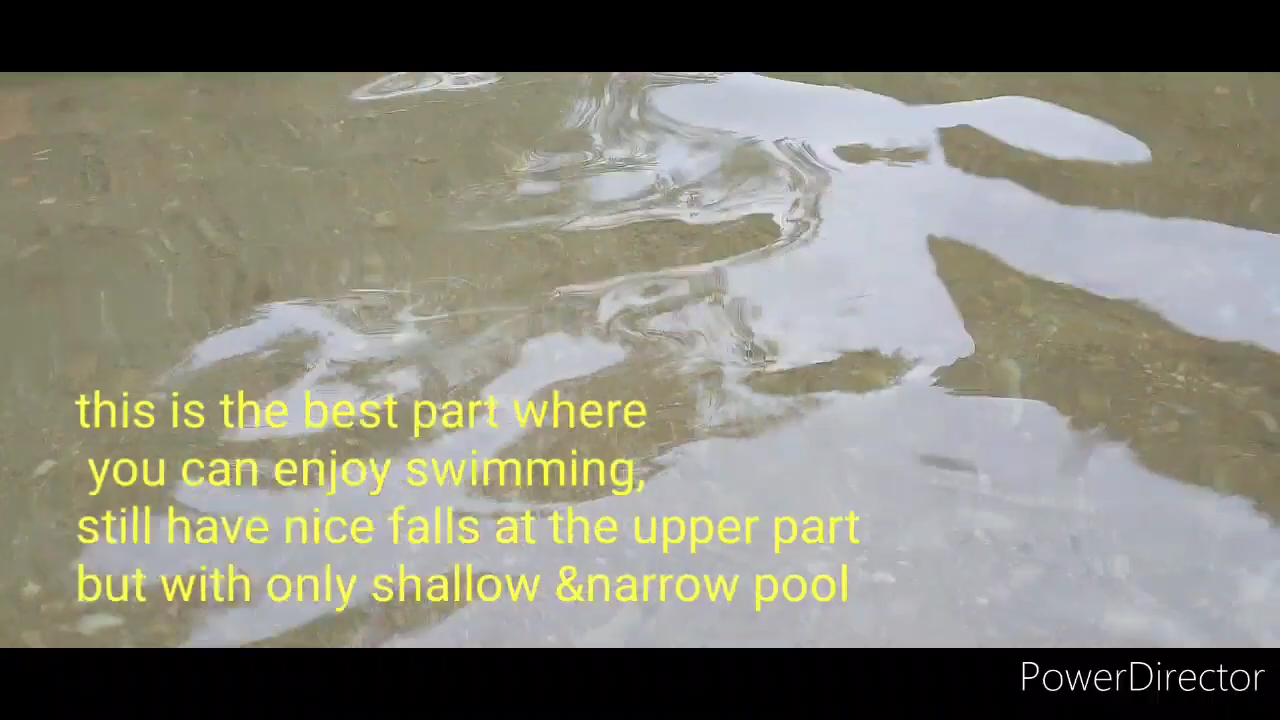 this is the best part where
you can enjoy swimming,
still have nice falls at the upper part
but with only shallow &narrow pool
PowerDirector